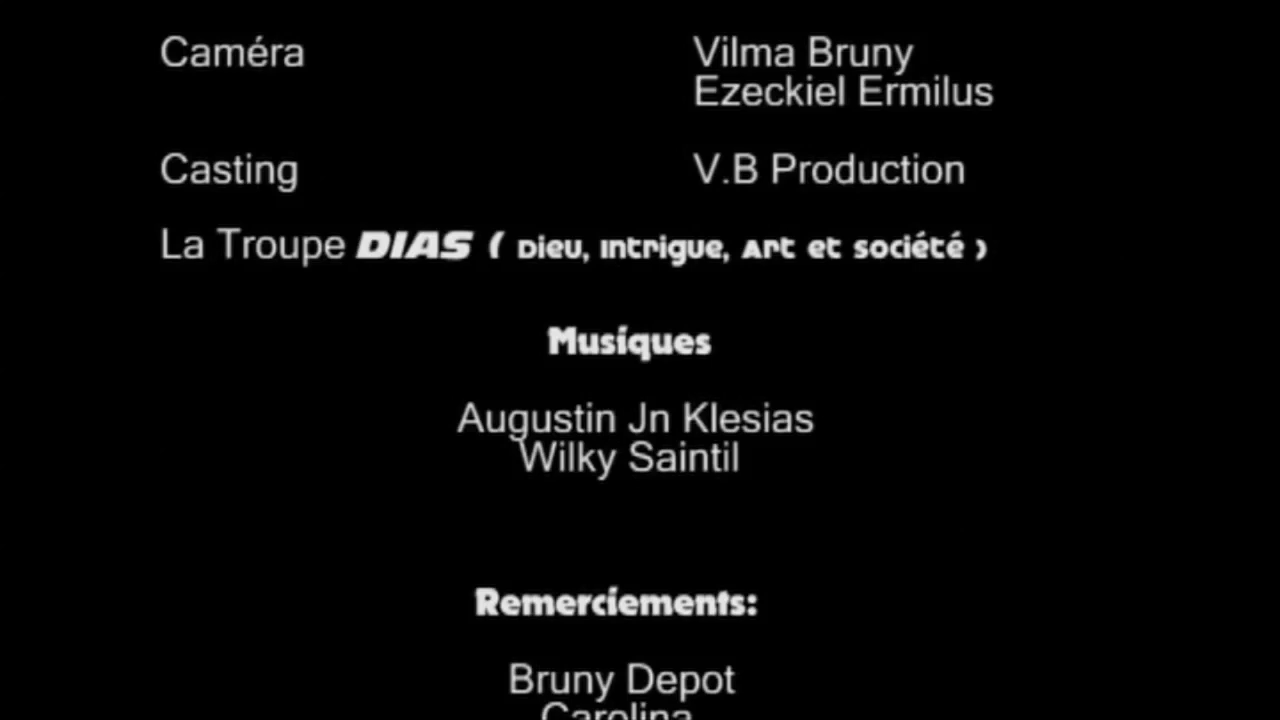 Caméra Vilma Bruny
Ezeckiel Ermilus
Casting V.B Production
La Troupe DIAS ( Dieu, Intrigue, Art et société )
Musiques
Augustin Jn Klesias
Wilky Saintil
Remerciements:
Bruny Depot
Carolina